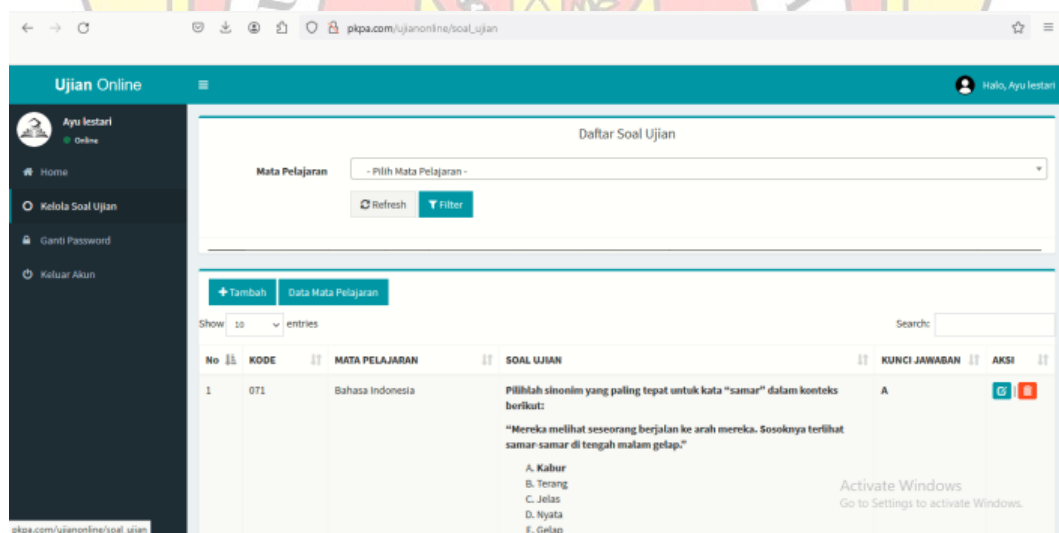 pkpa.com/ujianonline/soal_ujian
Ujian Online
Halo, Ayu lestari
Ayu lestari
Online
Home
Kelola Soal Ujian
Ganti Password
Keluar Akun
Daftar Soal Ujian
Mata Pelajaran
- Pilih Mata Pelajaran -
Refresh
Filter
+ Tambah
Data Mata Pelajaran
Show 10 entries
Search:
No KODE MATA PELAJARAN SOAL UJIAN KUNCI JAWABAN AKSI
1 071 Bahasa Indonesia Pilihlah sinonim yang paling tepat untuk kata “samar” dalam konteks A
berikut:
“Mereka melihat seseorang berjalan ke arah mereka. Sosoknya terlihat
samar-samar di tengah malam gelap.”
A. Kabur
B. Terang
C. Jelas
D. Nyata
E. Gelap
Activate Windows
Go to Settings to activate Windows.
pkpa.com/ujianonline/soal_ujian